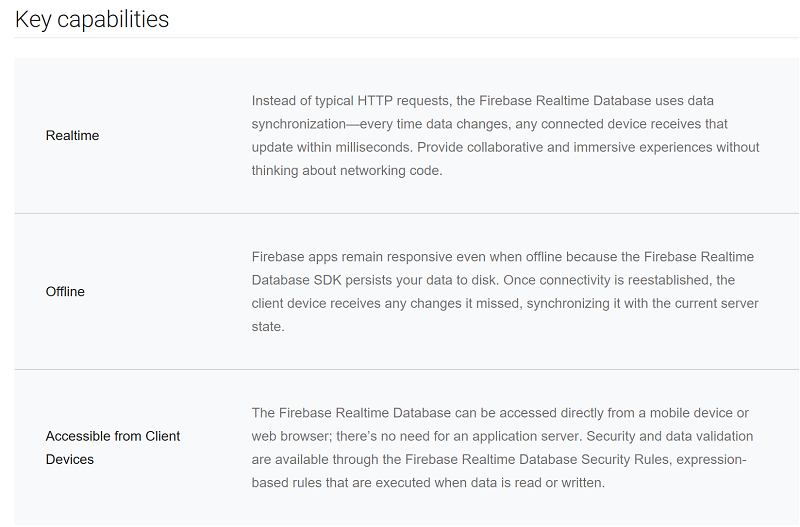 Key capabilities
Realtime
Instead of typical HTTP requests, the Firebase Realtime Database uses data
synchronization—every time data changes, any connected device receives that
update within milliseconds. Provide collaborative and immersive experiences without
thinking about networking code.
Offline
Firebase apps remain responsive even when offline because the Firebase Realtime
Database SDK persists your data to disk. Once connectivity is reestablished, the
client device receives any changes it missed, synchronizing it with the current server
state.
Accessible from Client
Devices
The Firebase Realtime Database can be accessed directly from a mobile device or
web browser; there's no need for an application server. Security and data validation
are available through the Firebase Realtime Database Security Rules, expression-
based rules that are executed when data is read or written.